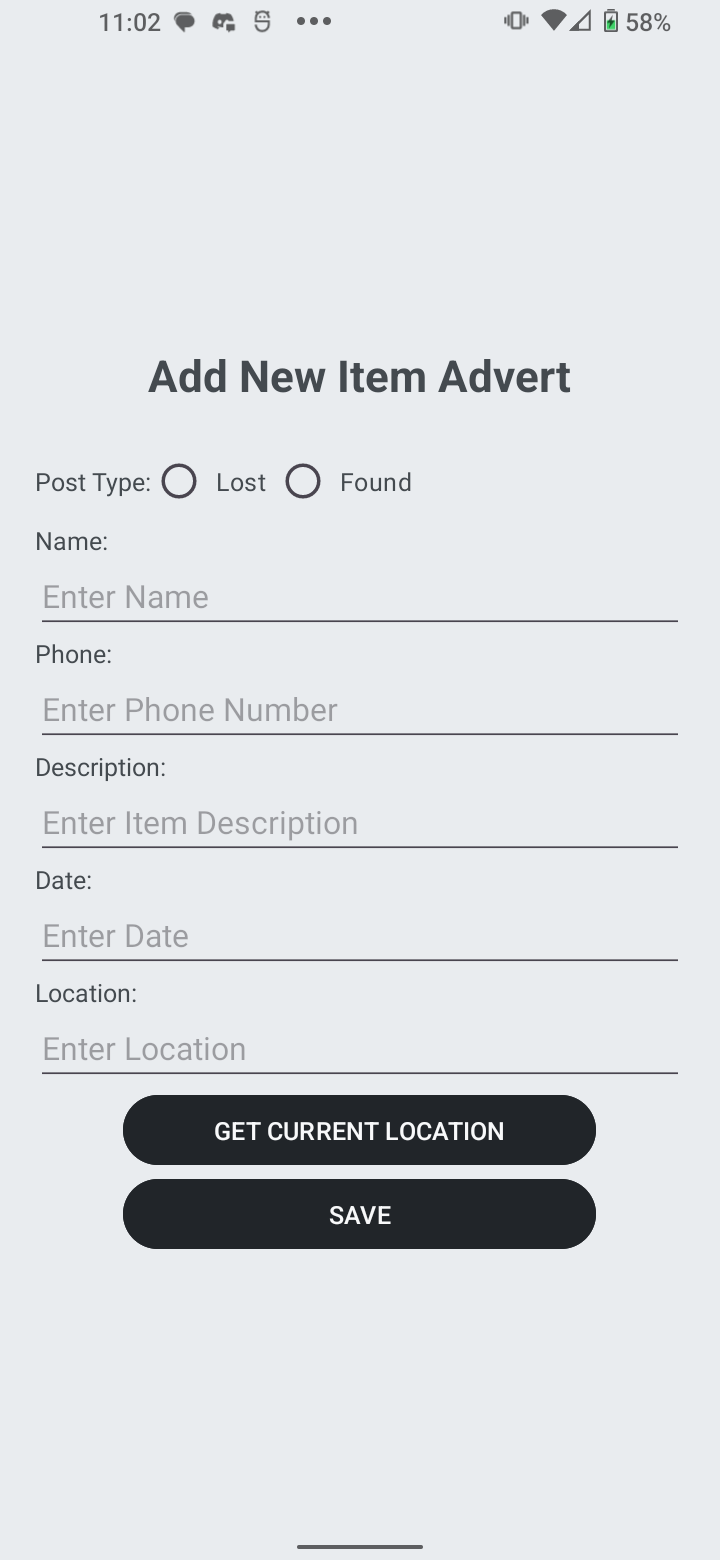 11:02 58%
Add New Item Advert
Post Type: Lost Found
Name:
Enter Name
Phone:
Enter Phone Number
Description:
Enter Item Description
Date:
Enter Date
Location:
Enter Location
GET CURRENT LOCATION
SAVE